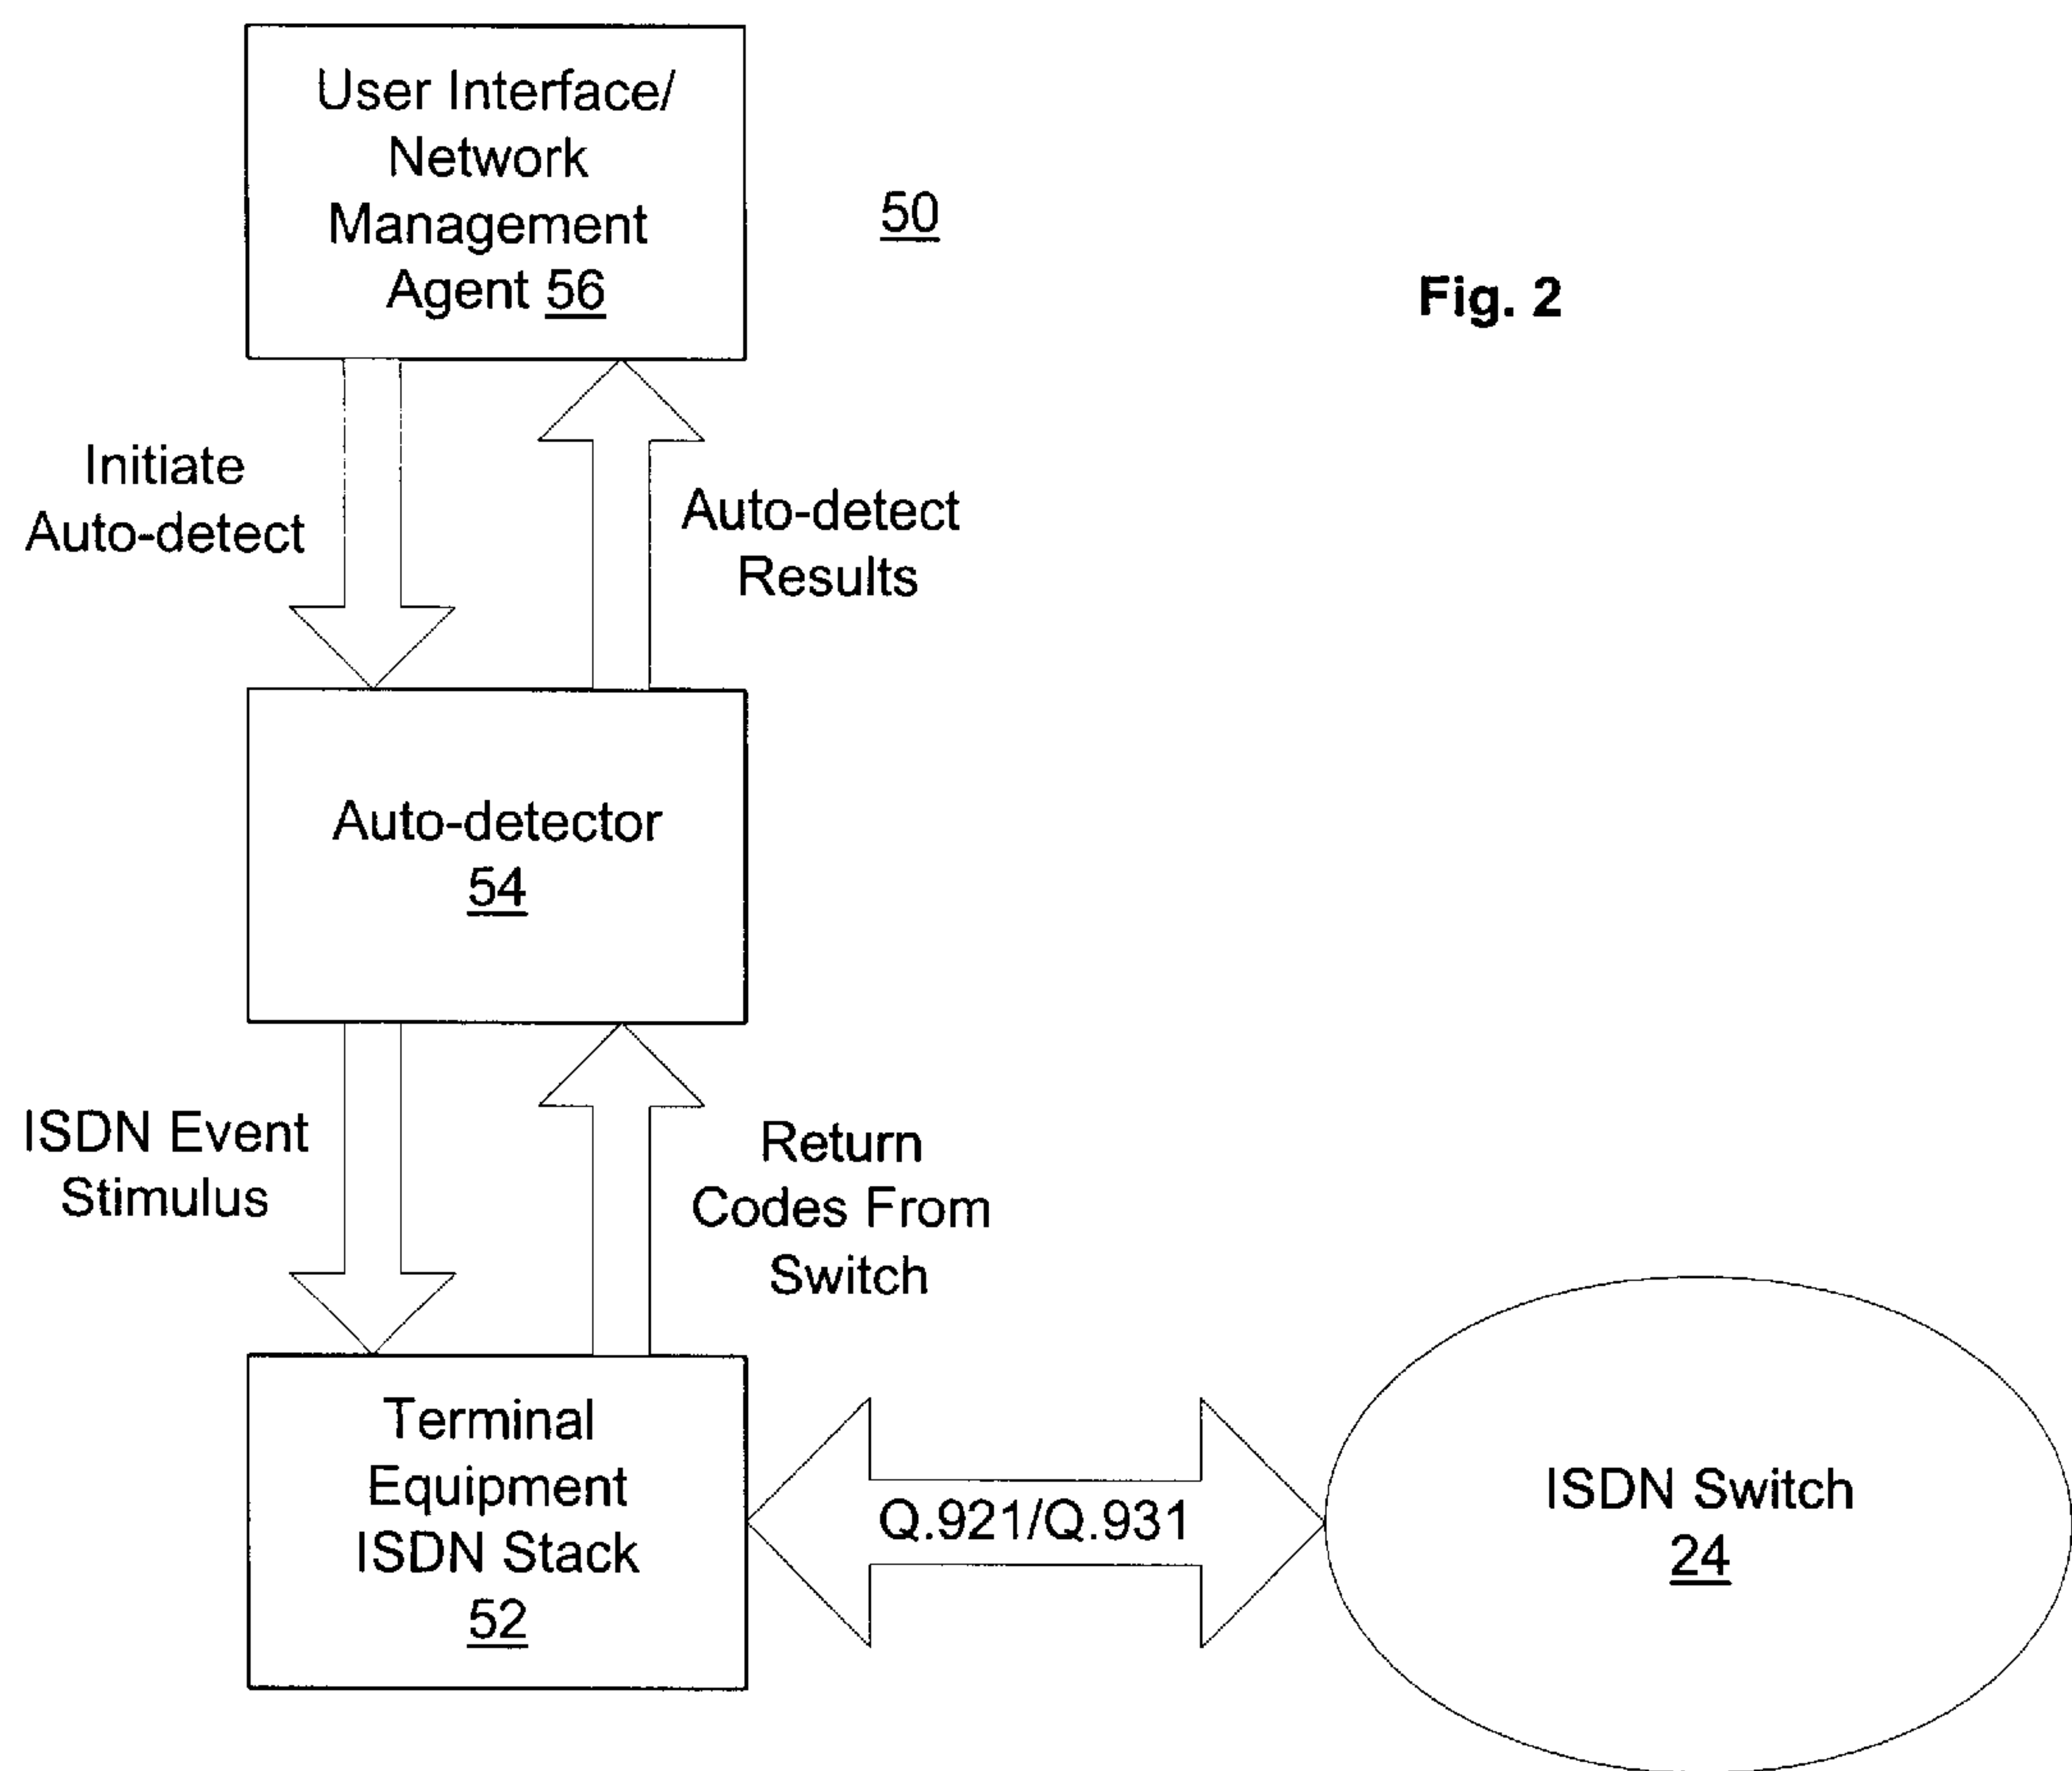 User Interface/
Network
Management
Agent 56
50
Fig. 2
Initiate
Auto-detect
Auto-detect
Results
Auto-detector
54
ISDN Event
Stimulus
Return
Codes From
Switch
Terminal
Equipment
ISDN Stack
52
Q.921/Q.931
ISDN Switch
24